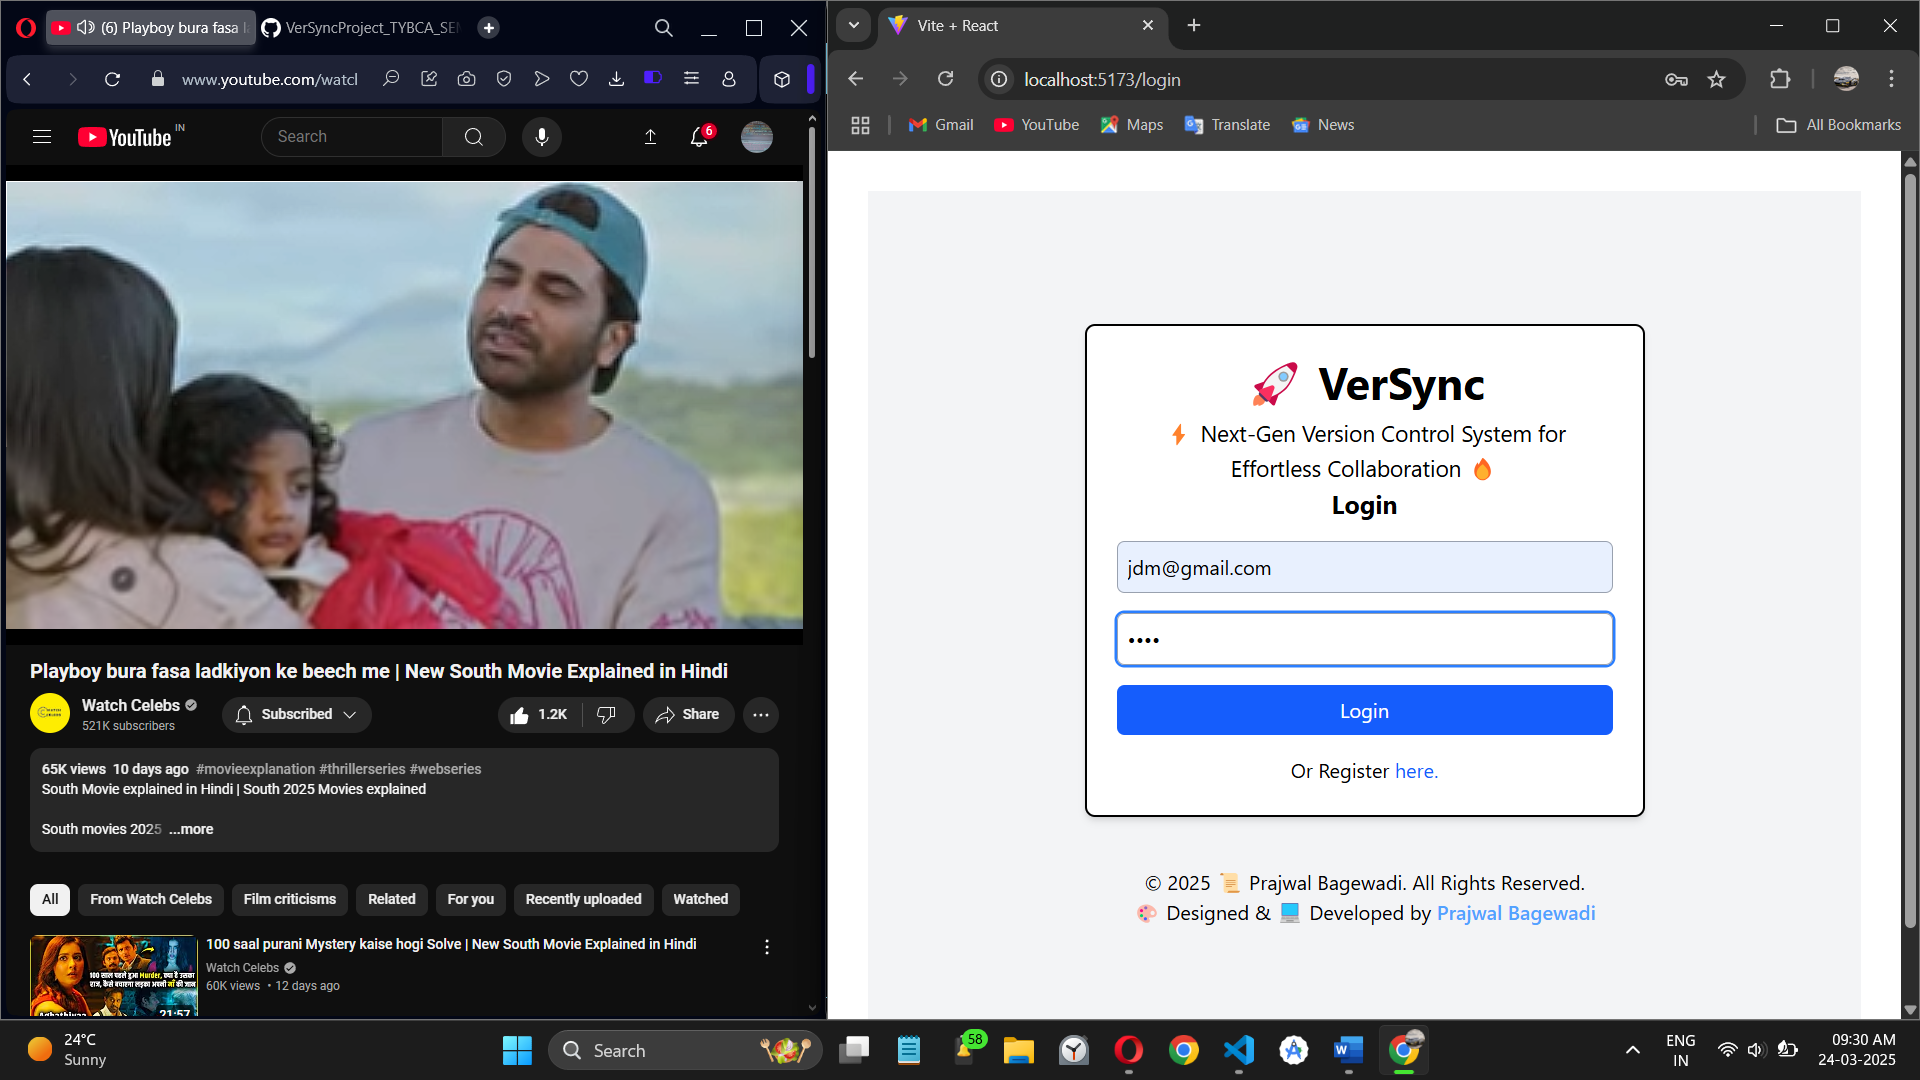 (6) Playboy bura fasa l
VerSyncProject_TYBCA_SE
www.youtube.com/watcl
YouTube IN
Search
6
Playboy bura fasa ladkiyon ke beech me | New South Movie Explained in Hindi
Watch Celebs
521K subscribers
Subscribed
1.2K
Share
65K views 10 days ago #movieexplanation #thrillerseries #webseries
South Movie explained in Hindi | South 2025 Movies explained
South movies 2025 ...more
All
From Watch Celebs
Film criticisms
Related
For you
Recently uploaded
Watched
100 saal purani Mystery kaise hogi Solve | New South Movie Explained in Hindi
Watch Celebs
60K views • 12 days ago
21:57
Vite + React
localhost:5173/login
Gmail
YouTube
Maps
Translate
News
All Bookmarks
🚀 VerSync
⚡ Next-Gen Version Control System for
Effortless Collaboration 🔥
Login
jdm@gmail.com
••••
Login
Or Register here.
© 2025 📜 Prajwal Bagewadi. All Rights Reserved.
🎨 Designed & 💻 Developed by Prajwal Bagewadi
24°C
Sunny
Search
58
ENG
IN
09:30 AM
24-03-2025